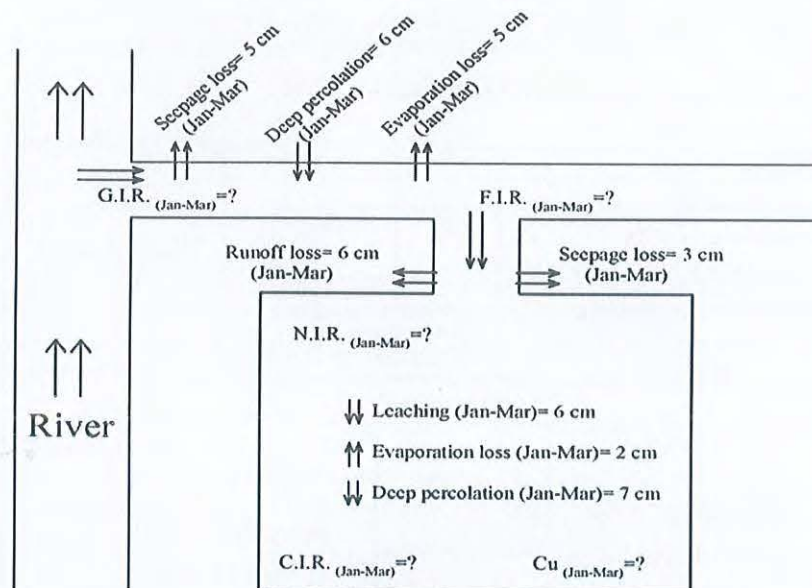 Seepage loss= 5 cm
(Jan-Mar)
Deep percolation= 6 cm
(Jan-Mar)
Evaporation loss= 5 cm
(Jan-Mar)
G.I.R. (Jan-Mar)=?
F.I.R. (Jan-Mar)=?
Runoff loss= 6 cm
(Jan-Mar)
Seepage loss= 3 cm
(Jan-Mar)
N.I.R. (Jan-Mar)=?
River
Leaching (Jan-Mar)= 6 cm
Evaporation loss (Jan-Mar)= 2 cm
Deep percolation (Jan-Mar)= 7 cm
C.I.R. (Jan-Mar)=?
Cu (Jan-Mar)=?